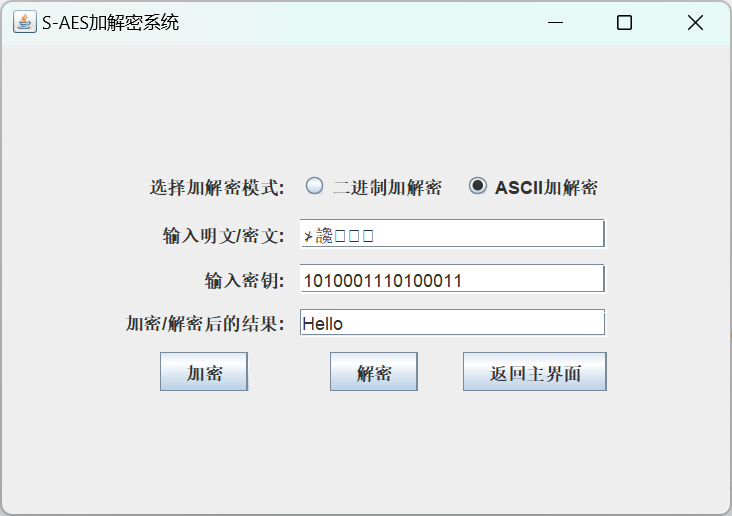 S-AES加解密系统
选择加解密模式: 二进制加解密 ASCII加解密
输入明文/密文:
输入密钥: 1010001110100011
加密/解密后的结果: Hello
加密 解密 返回主界面